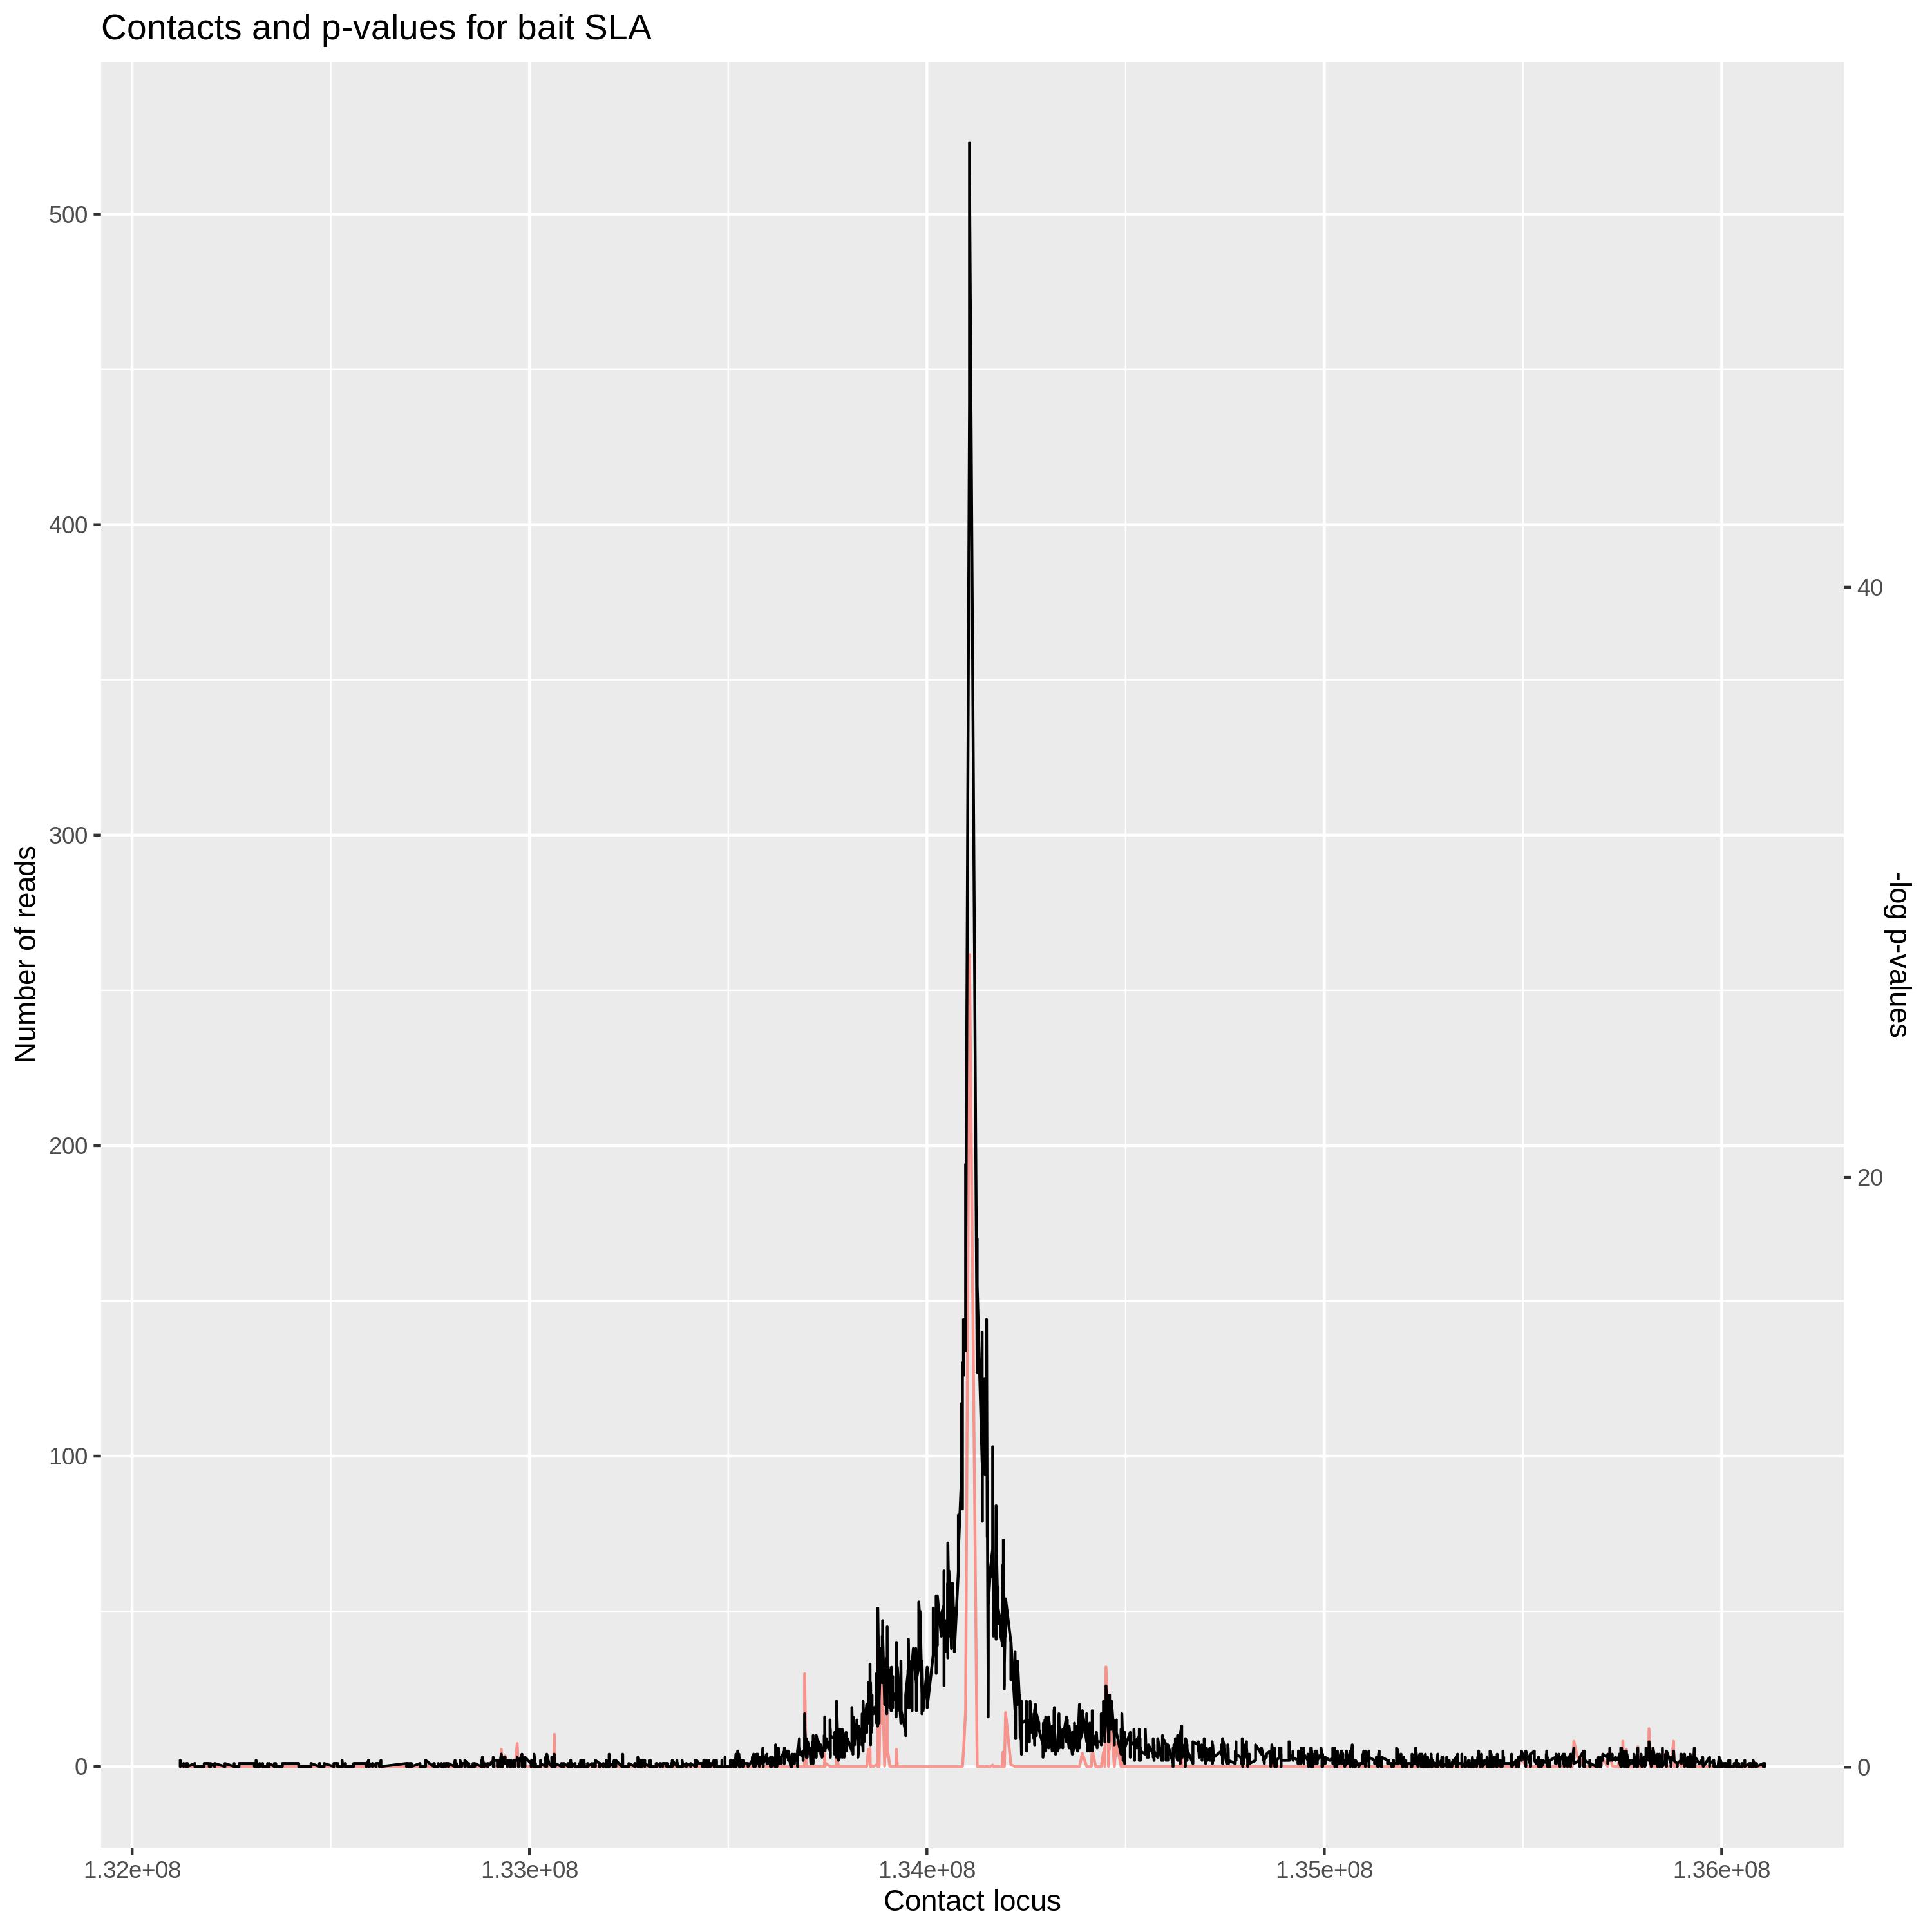 Contacts and p-values for bait SLA
500
400
300
200
100
0
Number of reads
40
20
0
-log p-values
1.32e+08
1.33e+08
1.34e+08
1.35e+08
1.36e+08
Contact locus